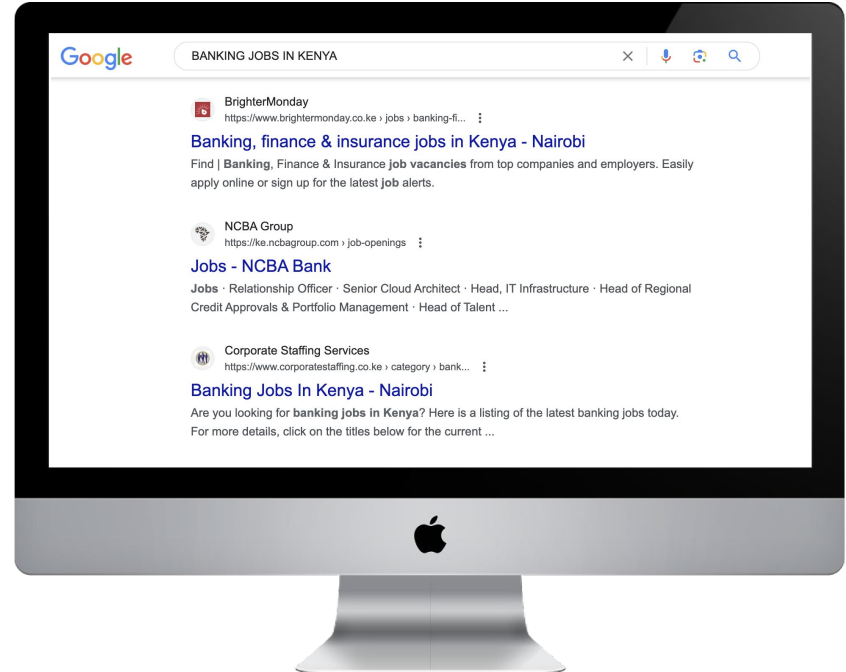 Google
BANKING JOBS IN KENYA
BrighterMonday
https://www.brightermonday.co.ke › jobs › banking-fi...
Banking, finance & insurance jobs in Kenya - Nairobi
Find | Banking, Finance & Insurance job vacancies from top companies and employers. Easily
apply online or sign up for the latest job alerts.
NCBA Group
https://ke.ncbagroup.com › job-openings
Jobs - NCBA Bank
Jobs · Relationship Officer · Senior Cloud Architect · Head, IT Infrastructure · Head of Regional
Credit Approvals & Portfolio Management · Head of Talent ...
Corporate Staffing Services
https://www.corporatestaffing.co.ke › category › bank...
Banking Jobs In Kenya - Nairobi
Are you looking for banking jobs in Kenya? Here is a listing of the latest banking jobs today.
For more details, click on the titles below for the current ...